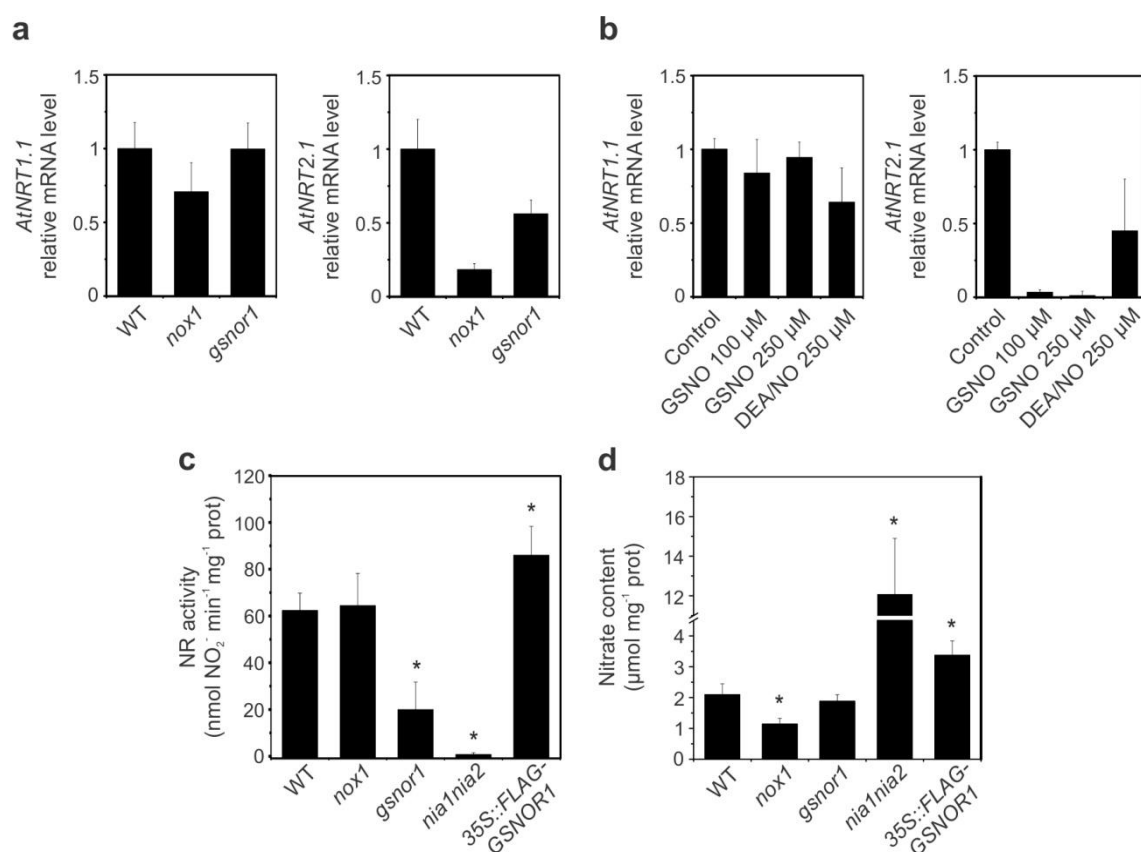 a
b
1.5
1
0.5
0
AtNRT1.1
relative mRNA level
WT
nox1
gsnor1
1.5
1
0.5
0
AtNRT2.1
relative mRNA level
WT
nox1
gsnor1
1.5
1
0.5
0
AtNRT1.1
relative mRNA level
Control
GSNO 100 µM
GSNO 250 µM
DEA/NO 250 µM
1.5
1
0.5
0
AtNRT2.1
relative mRNA level
Control
GSNO 100 µM
GSNO 250 µM
DEA/NO 250 µM
c
120
100
80
60
40
20
0
NR activity
(nmol NO₂⁻ min⁻¹ mg⁻¹ prot)
*
*
*
WT
nox1
gsnor1
nia1nia2
35S::FLAG-
GSNOR1
d
18
16
14
12
4
3
2
1
0
Nitrate content
(µmol mg⁻¹ prot)
*
*
*
WT
nox1
gsnor1
nia1nia2
35S::FLAG-
GSNOR1